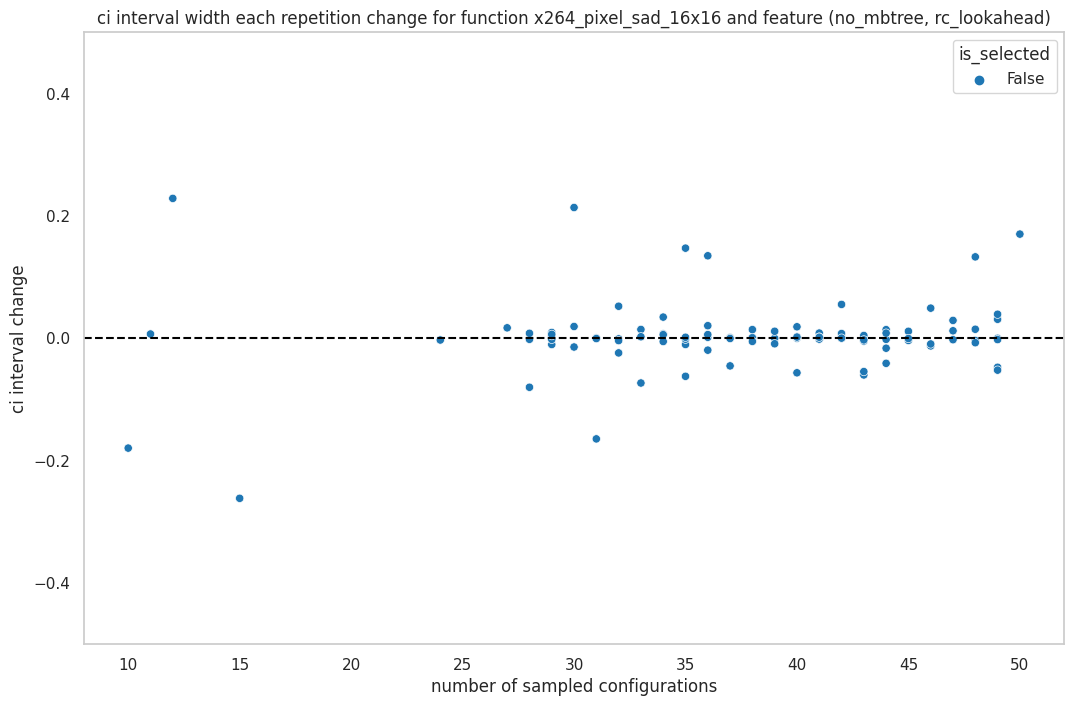 ci interval width each repetition change for function x264_pixel_sad_16x16 and feature (no_mbtree, rc_lookahead)
is_selected
False
ci interval change
0.4
0.2
0.0
−0.2
−0.4
10 15 20 25 30 35 40 45 50
number of sampled configurations